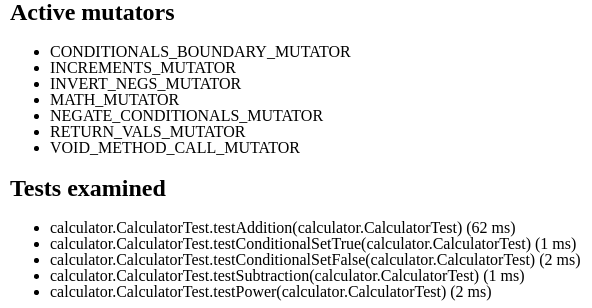 Active mutators
CONDITIONALS_BOUNDARY_MUTATOR
INCREMENTS_MUTATOR
INVERT_NEGS_MUTATOR
MATH_MUTATOR
NEGATE_CONDITIONALS_MUTATOR
RETURN_VALS_MUTATOR
VOID_METHOD_CALL_MUTATOR
Tests examined
calculator.CalculatorTest.testAddition(calculator.CalculatorTest) (62 ms)
calculator.CalculatorTest.testConditionalSetTrue(calculator.CalculatorTest) (1 ms)
calculator.CalculatorTest.testConditionalSetFalse(calculator.CalculatorTest) (2 ms)
calculator.CalculatorTest.testSubtraction(calculator.CalculatorTest) (1 ms)
calculator.CalculatorTest.testPower(calculator.CalculatorTest) (2 ms)